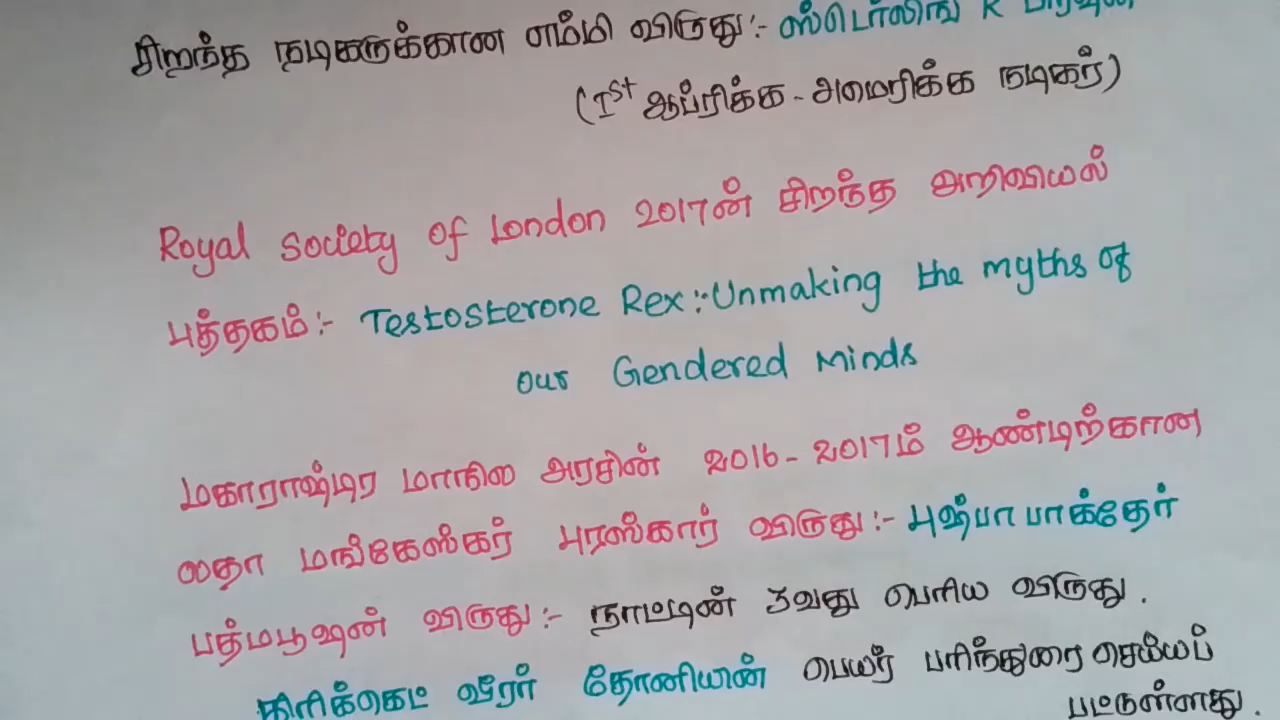 சிறந்த நடிகருக்கான எம்மி விருது:- ஸ்டெர்லிங் K பிரவுன்
(Ist ஆப்ரிக்க - அமெரிக்க நடிகர்)
Royal Society of London 2017ன் சிறந்த அறிவியல்
புத்தகம்:- Testosterone Rex:-Unmaking the myths of
our Gendered Minds
மகாராஷ்டிர மாநில அரசின் 2016-2017ம் ஆண்டிற்கான
லதா மங்கேஸ்கர் புரஸ்கார் விருது:- புஷ்பா பாக்தேர்
பத்மபூஷன் விருது:- நாட்டின் 3வது பெரிய விருது.
கிரிக்கெட் வீரர் தோனியின் பெயர் பரிந்துரை செய்யப்
பட்டுள்ளது.